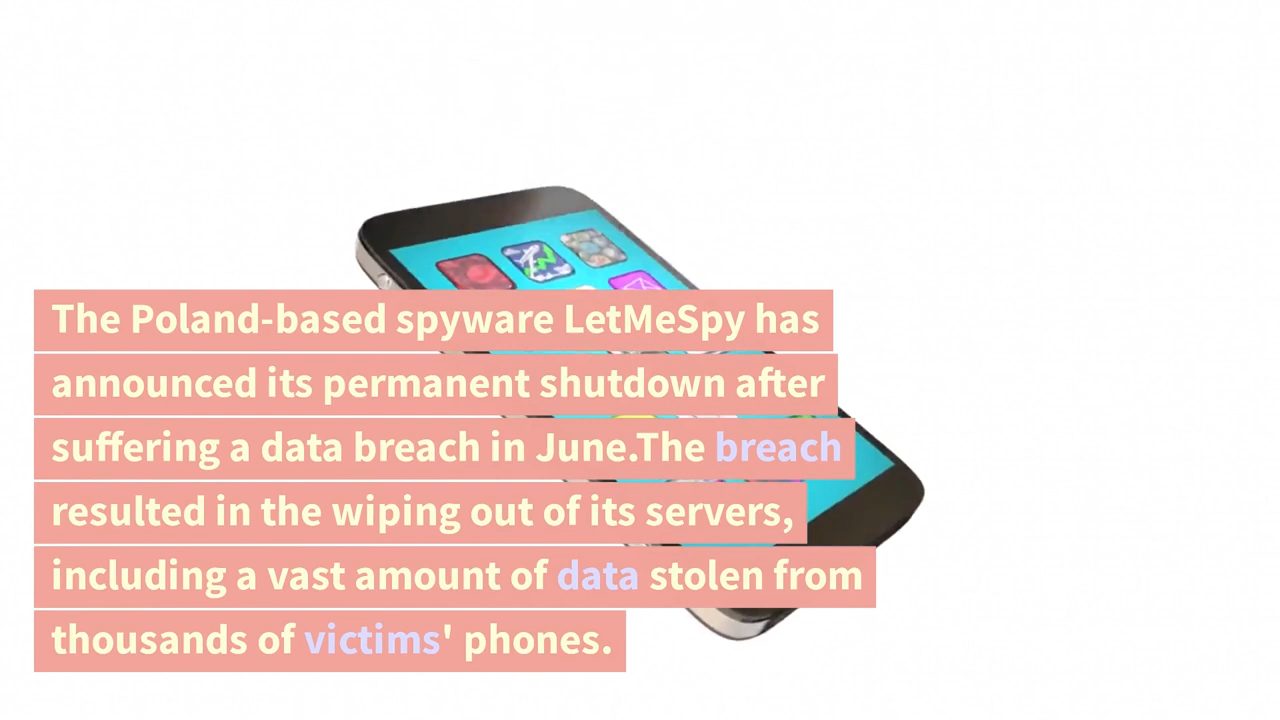 The Poland-based spyware LetMeSpy has
announced its permanent shutdown after
suffering a data breach in June.The breach
resulted in the wiping out of its servers,
including a vast amount of data stolen from
thousands of victims' phones.